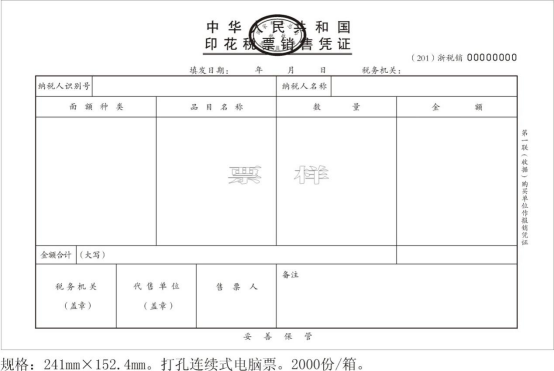 中华人民共和国
印花税票销售凭证
(201)浙税销 00000000
填发日期： 年 月 日 税务机关：
纳税人识别号 纳税人名称
面额种类 品目名称 数量 金额
票样
第一联(收据)购买单位作报销凭证
金额合计 (大写)
税务机关 (盖章) 代售单位 (盖章) 售票人 备注
妥善保管
规格：241mm×152.4mm。打孔连续式电脑票。2000份/箱。